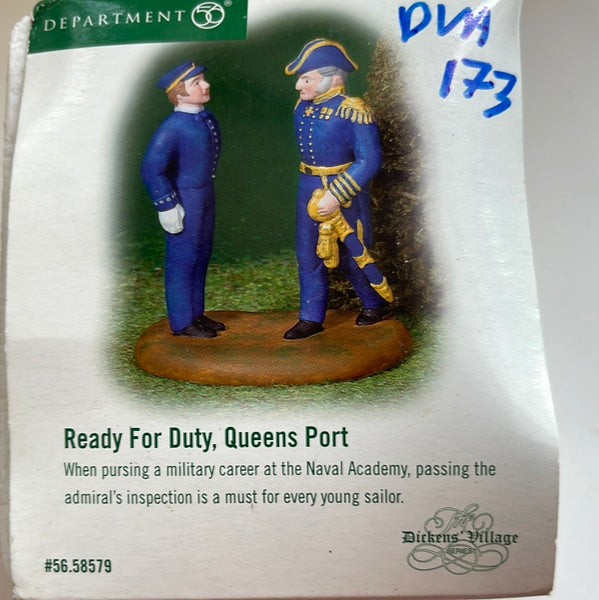 DEPARTMENT 56®
DVA
173
Ready For Duty, Queens Port
When pursing a military career at the Naval Academy, passing the
admiral's inspection is a must for every young sailor.
The
Dickens' Village
SERIES
#56.58579